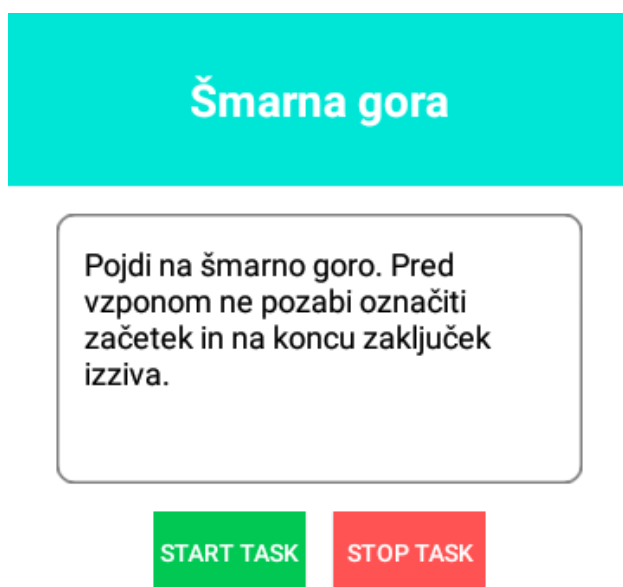 Šmarna gora
Pojdi na šmarno goro. Pred
vzponom ne pozabi označiti
začetek in na koncu zaključek
izziva.
START TASK
STOP TASK